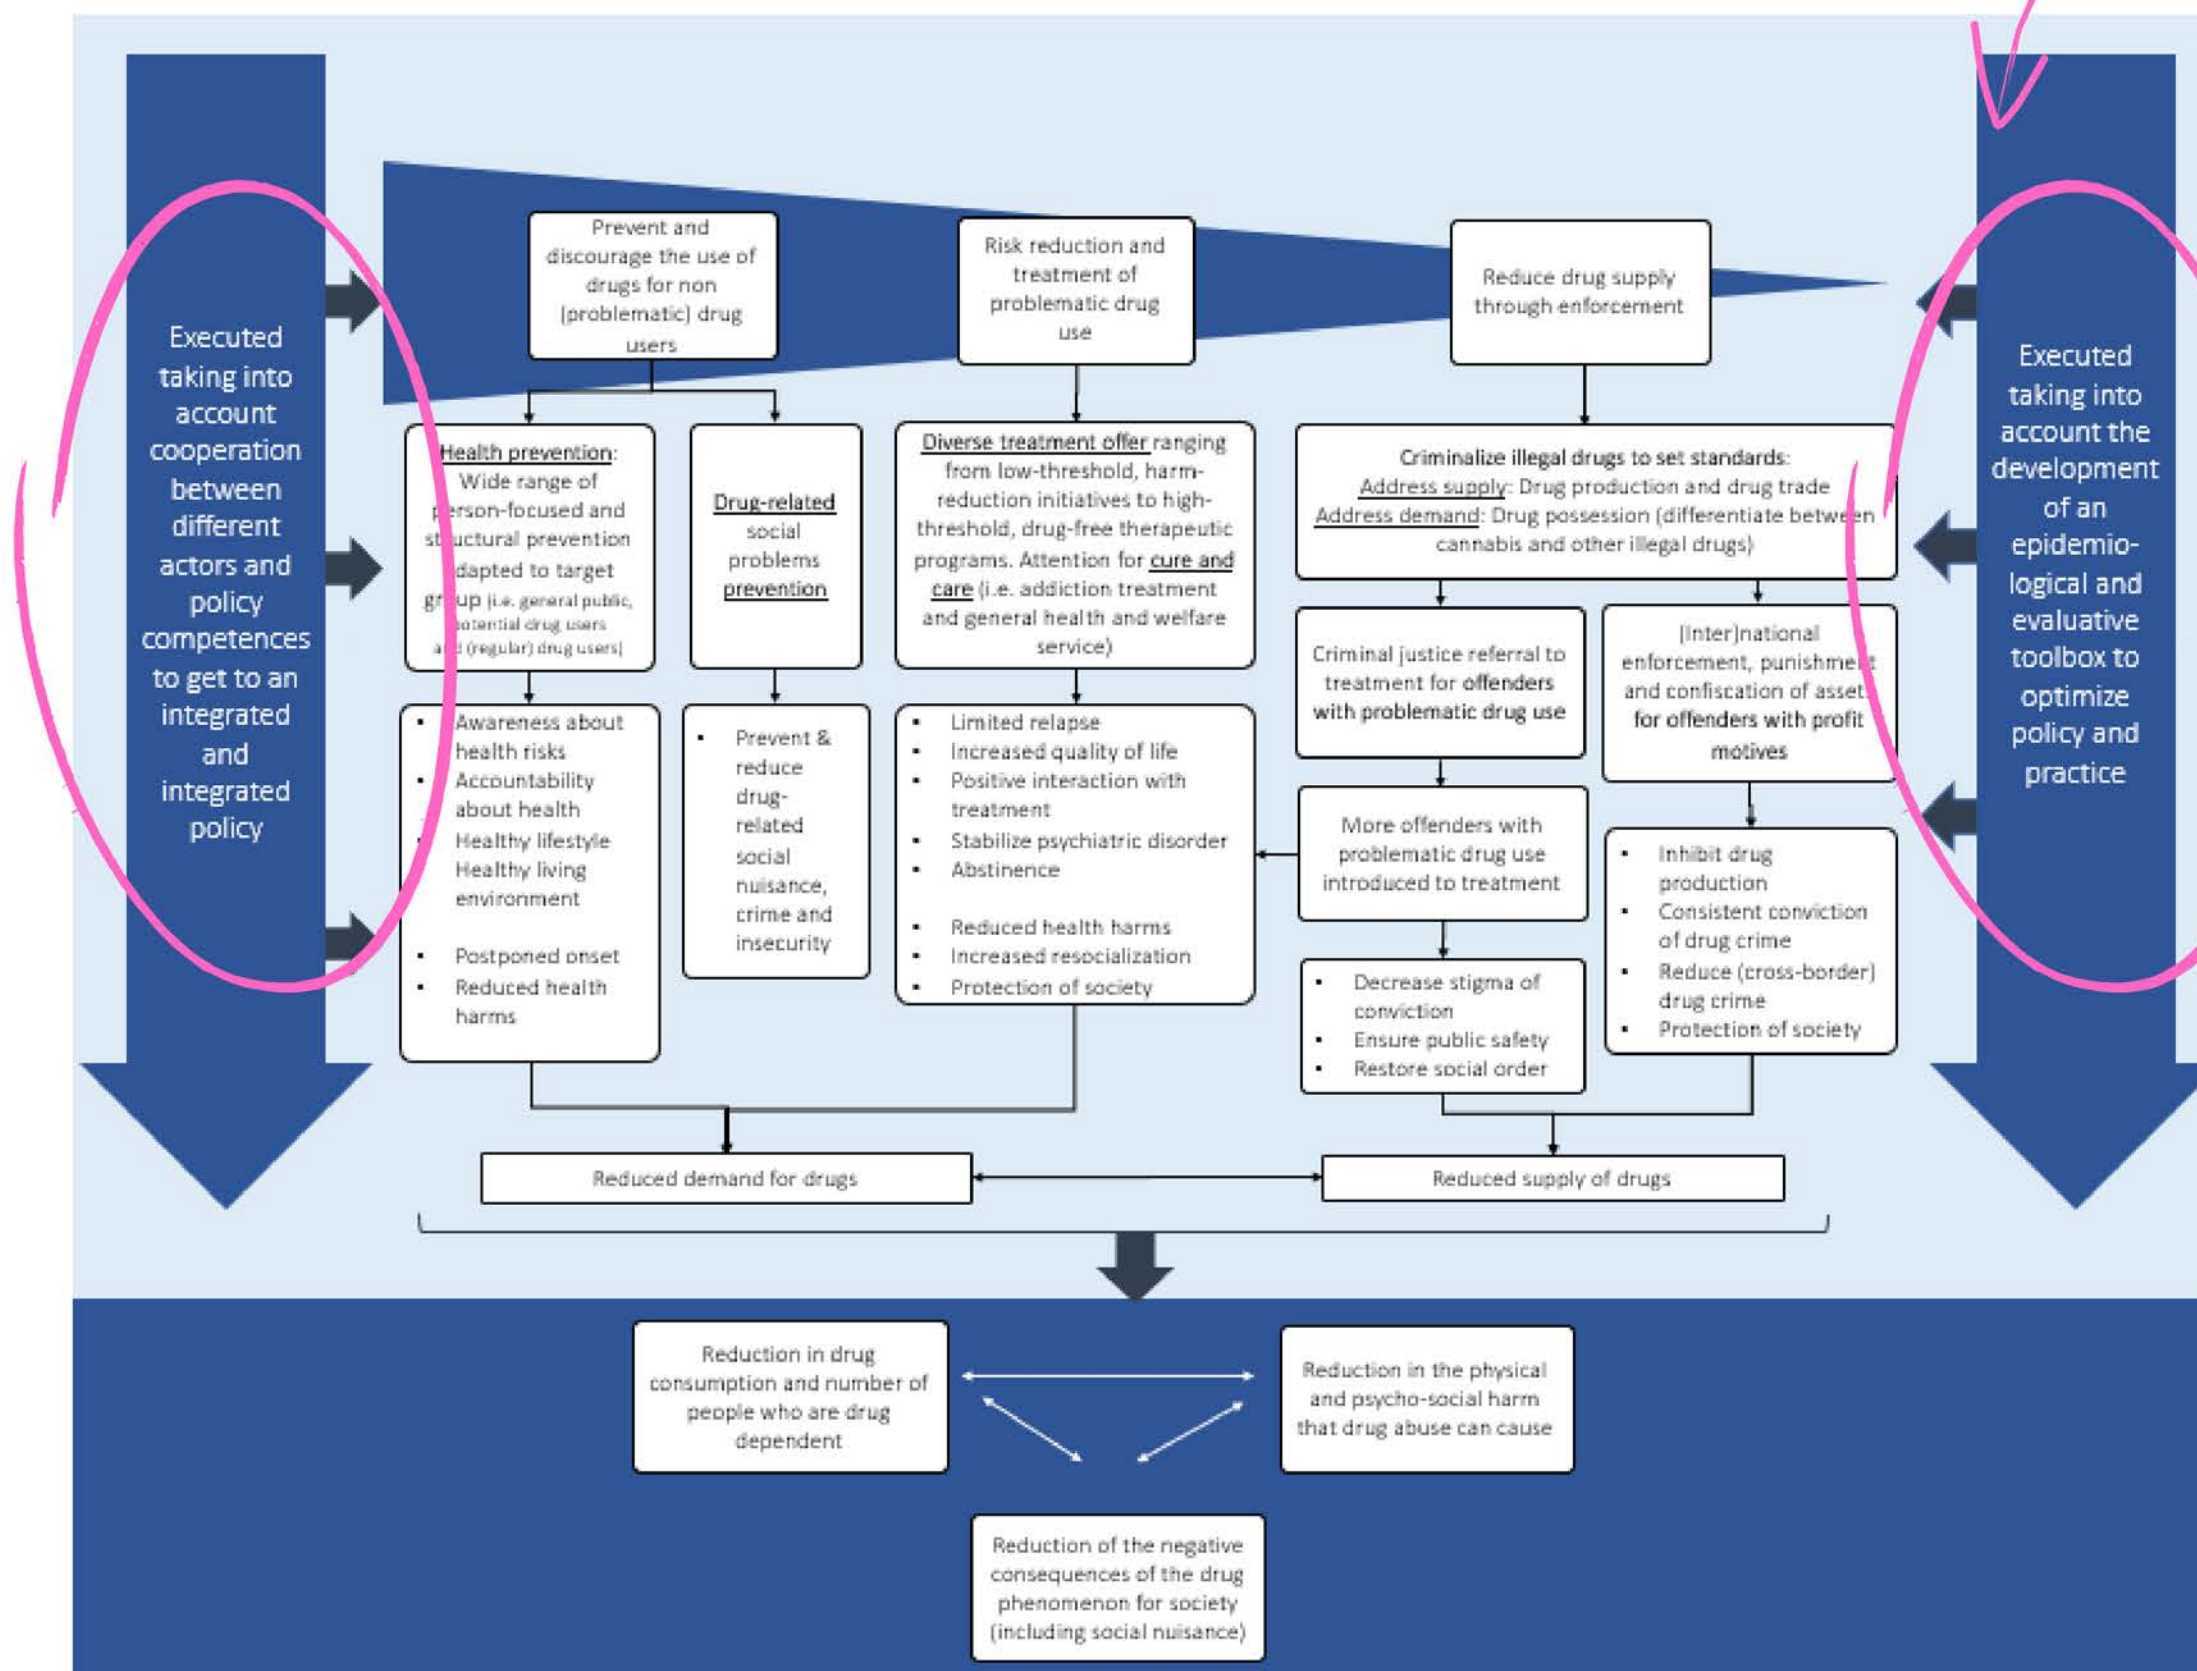 Executed
taking into
account
cooperation
between
different
actors and
policy
competences
to get to an
integrated
and
integrated
policy
Prevent and
discourage the use of
drugs for non
(problematic) drug
users
Risk reduction and
treatment of
problematic drug
use
Reduce drug supply
through enforcement
Health prevention:
Wide range of
person-focused and
structural prevention
adapted to target
group (i.e. general public,
potential drug users
and (regular) drug users)
Drug-related
social
problems
prevention
Diverse treatment offer ranging
from low-threshold, harm-
reduction initiatives to high-
threshold, drug-free therapeutic
programs. Attention for cure and
care (i.e. addiction treatment
and general health and welfare
service)
Criminalize illegal drugs to set standards:
Address supply: Drug production and drug trade
Address demand: Drug possession (differentiate between
cannabis and other illegal drugs)
Criminal justice referral to
treatment for offenders
with problematic drug use
(Inter)national
enforcement, punishment
and confiscation of asset
for offenders with profit
motives
▪ Awareness about
health risks
▪ Accountability
about health
▪ Healthy lifestyle
Healthy living
environment
▪ Postponed onset
▪ Reduced health
harms
▪ Prevent &
reduce
drug-
related
social
nuisance,
crime and
insecurity
▪ Limited relapse
▪ Increased quality of life
▪ Positive interaction with
treatment
▪ Stabilize psychiatric disorder
▪ Abstinence
▪ Reduced health harms
▪ Increased resocialization
▪ Protection of society
More offenders with
problematic drug use
introduced to treatment
▪ Decrease stigma of
conviction
▪ Ensure public safety
▪ Restore social order
▪ Inhibit drug
production
▪ Consistent conviction
of drug crime
▪ Reduce (cross-border)
drug crime
▪ Protection of society
Executed
taking into
account the
development
of an
epidemio-
logical and
evaluative
toolbox to
optimize
policy and
practice
Reduced demand for drugs
Reduced supply of drugs
Reduction in drug
consumption and number of
people who are drug
dependent
Reduction in the physical
and psycho-social harm
that drug abuse can cause
Reduction of the negative
consequences of the drug
phenomenon for society
(including social nuisance)